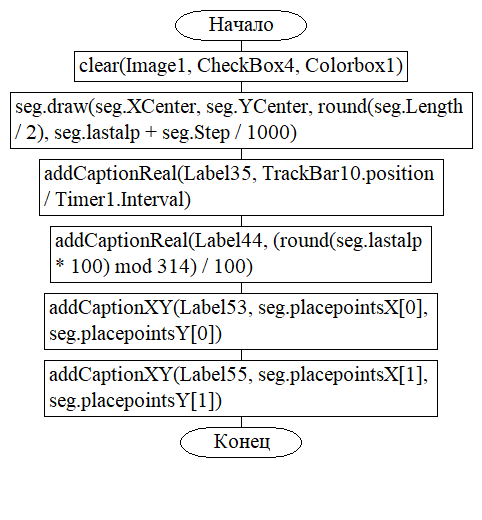 Начало
clear(Image1, CheckBox4, Colorbox1)
seg.draw(seg.XCenter, seg.YCenter, round(seg.Length
/ 2), seg.lastalp + seg.Step / 1000)
addCaptionReal(Label35, TrackBar10.position
/ Timer1.Interval)
addCaptionReal(Label44, (round(seg.lastalp
* 100) mod 314) / 100)
addCaptionXY(Label53, seg.placepointsX[0],
seg.placepointsY[0])
addCaptionXY(Label55, seg.placepointsX[1],
seg.placepointsY[1])
Конец